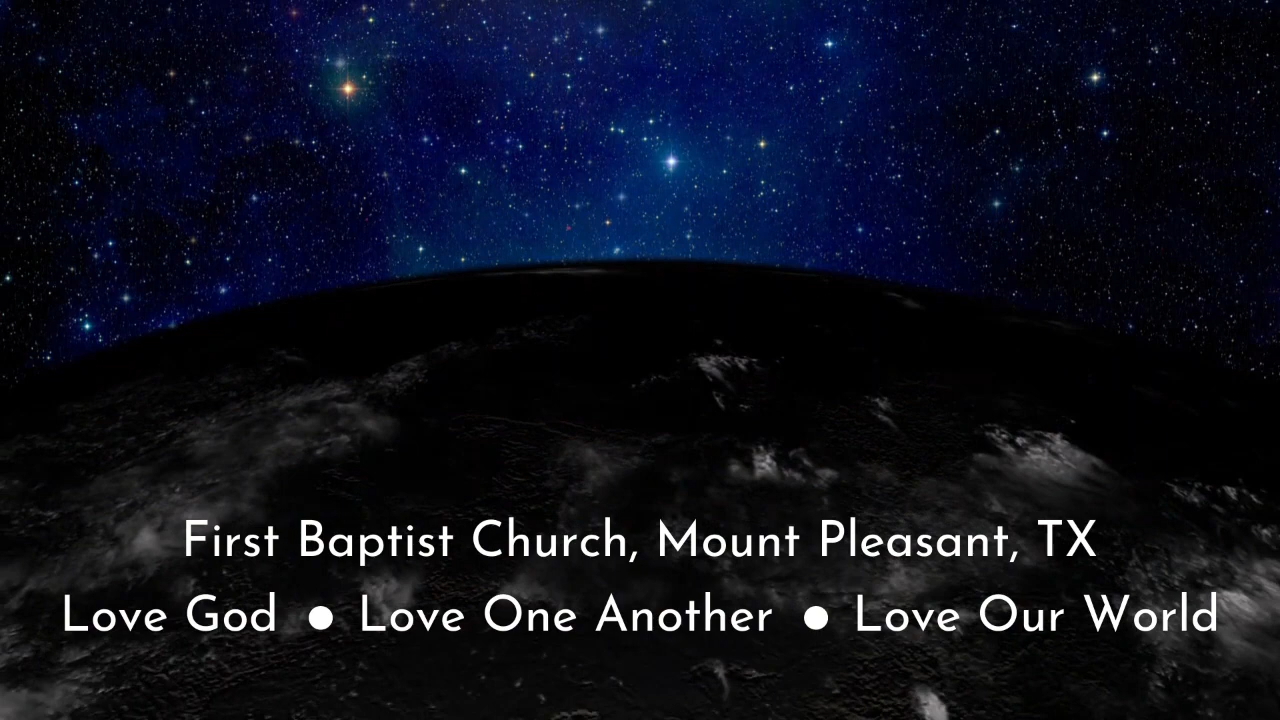 First Baptist Church, Mount Pleasant, TX
Love God ● Love One Another ● Love Our World